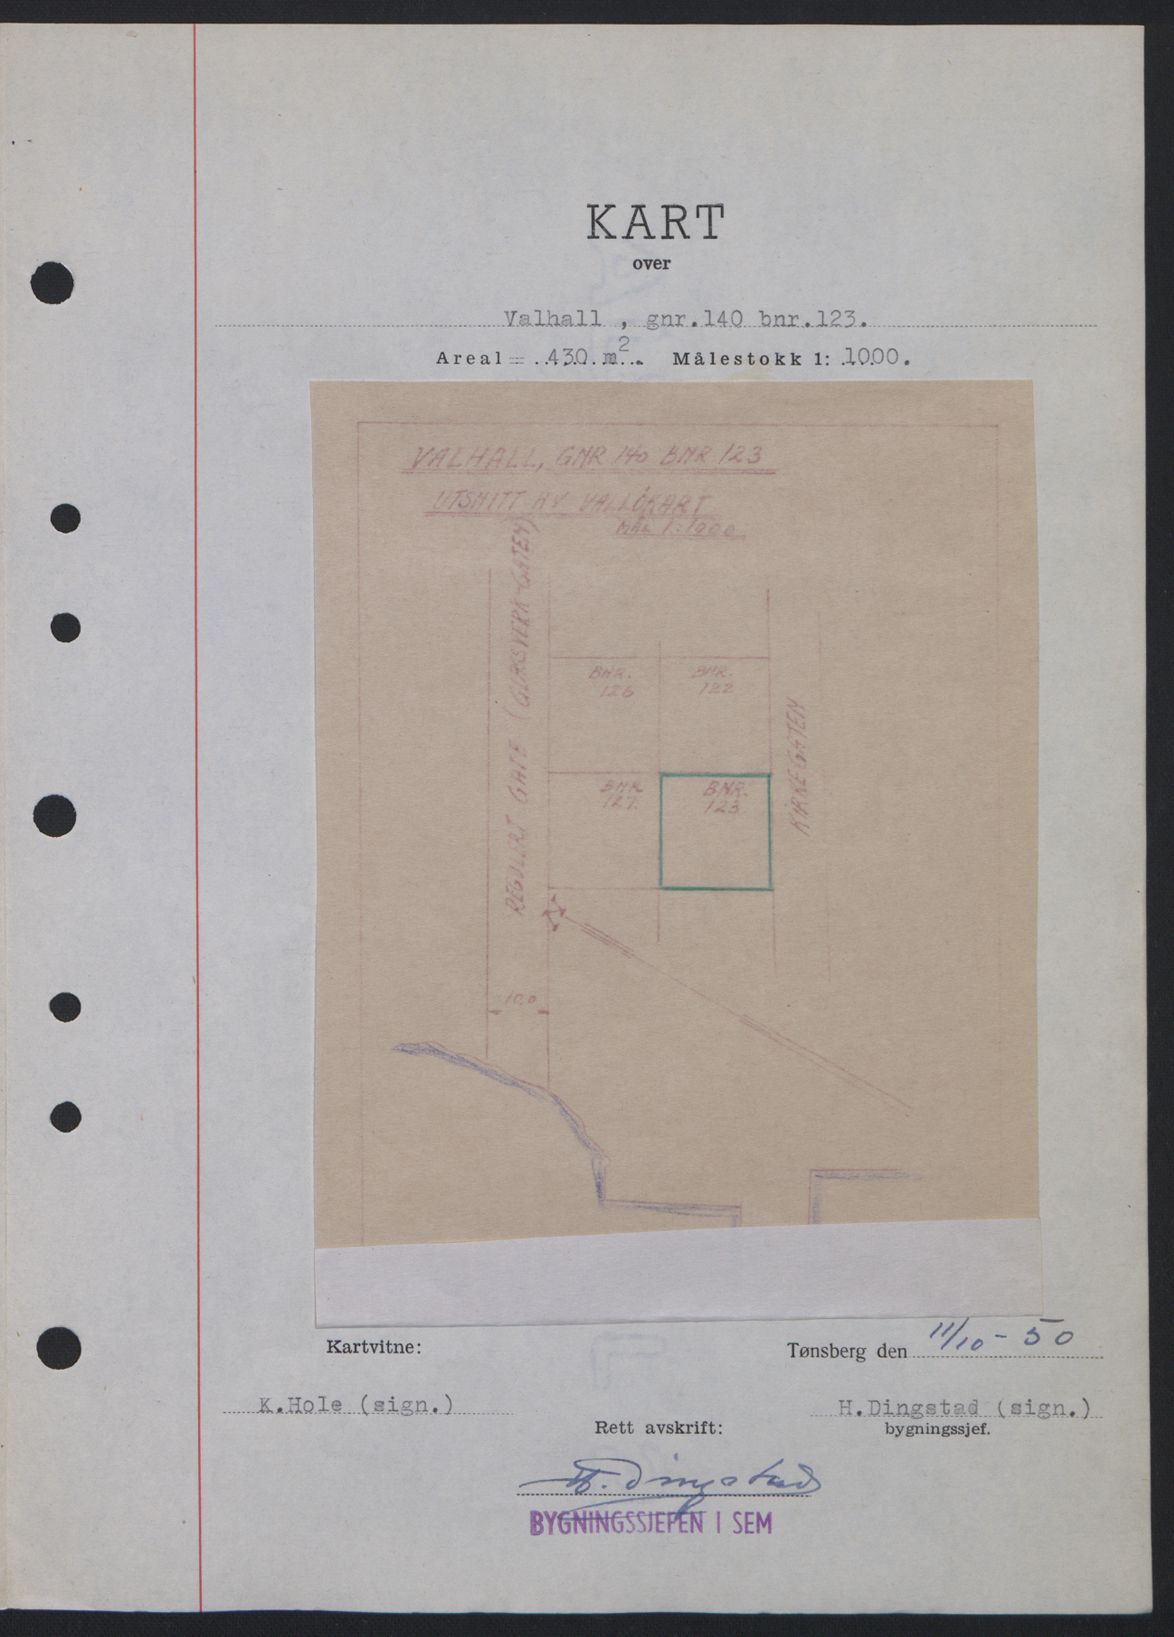 KART
over
Valhall , gnr.140 bnr.123.
Areal = 430 m². Målestokk 1: 1000.
VALHALL, GNR 140 BNR 123
UTSNITT AV VALLÖKART
MÅL 1:1000
REGULERT GATE (GLASSVERK-GATEN)
BNR. 126
BNR. 122
BNR. 127.
BNR. 123
KIRKEGATEN
10.0
Kartvitne:
Tønsberg den 11/10-50
K.Hole (sign.)
H.Dingstad (sign.)
Rett avskrift:
bygningssjef.
H. Dingstad
BYGNINGSSJEFEN I SEM